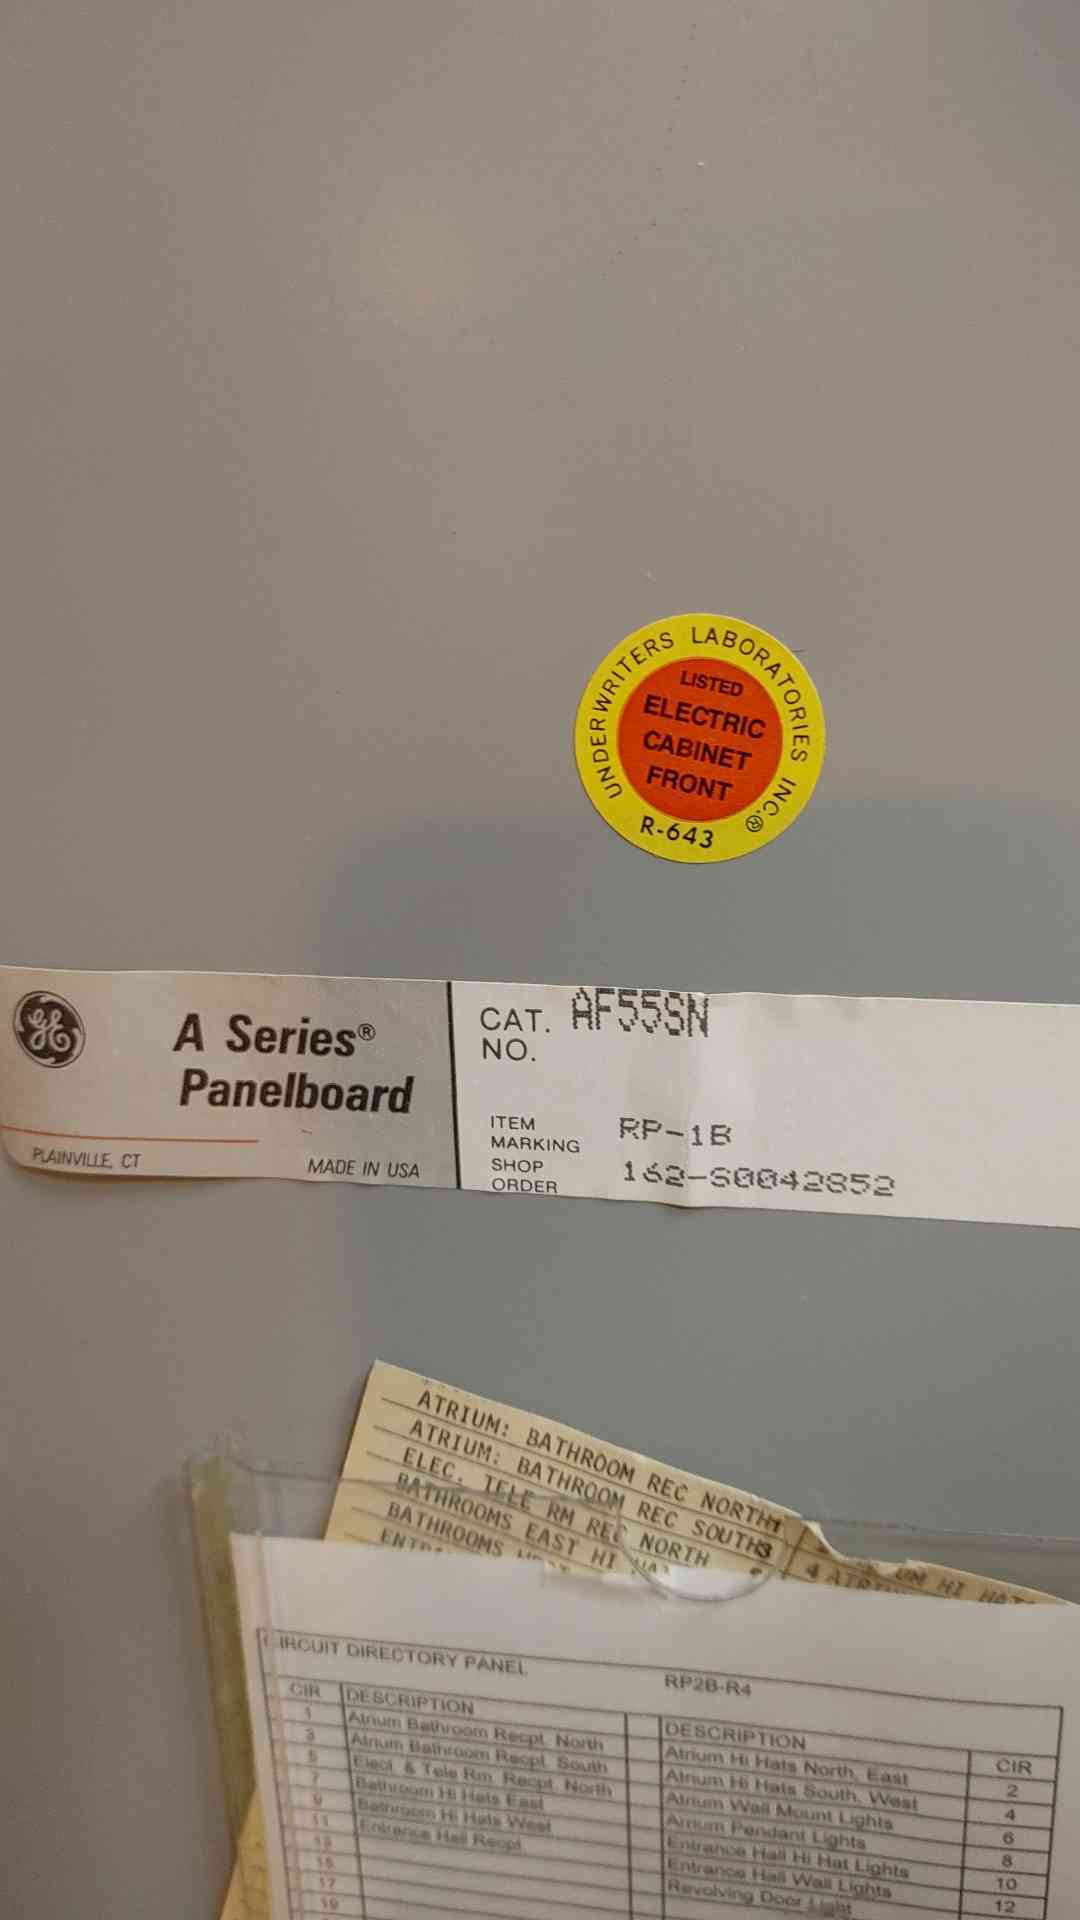 UNDERWRITERS LABORATORIES INC.®
LISTED
ELECTRIC
CABINET
FRONT
R-643
GE
A Series®
Panelboard
PLAINVILLE, CT
MADE IN USA
CAT.
NO.
AF55SN
ITEM
MARKING
RP-1B
SHOP
ORDER
162-S0042852
ATRIUM: BATHROOM REC NORTH 1
ATRIUM: BATHROOM REC SOUTH 3
ELEC. TELE RM REC NORTH
BATHROOMS EAST HI
BATHROOMS
4
HI
CIRCUIT DIRECTORY PANEL RP2B-R4
CIR DESCRIPTION DESCRIPTION CIR
1 Atrium Bathroom Recpt. North Atrium Hi Hats North, East 2
3 Atrium Bathroom Recpt. South Atrium Hi Hats South, West 4
5 Elect. & Tele Rm. Recpt. North Atrium Wall Mount Lights 6
7 Bathroom Hi Hats East Atrium Pendant Lights 8
9 Bathroom Hi Hats West Entrance Hall Hi Hat Lights 10
11 Entrance Hall Recpt. Entrance Hall Wall Lights 12
13 Revolving Door Light
15
17
19